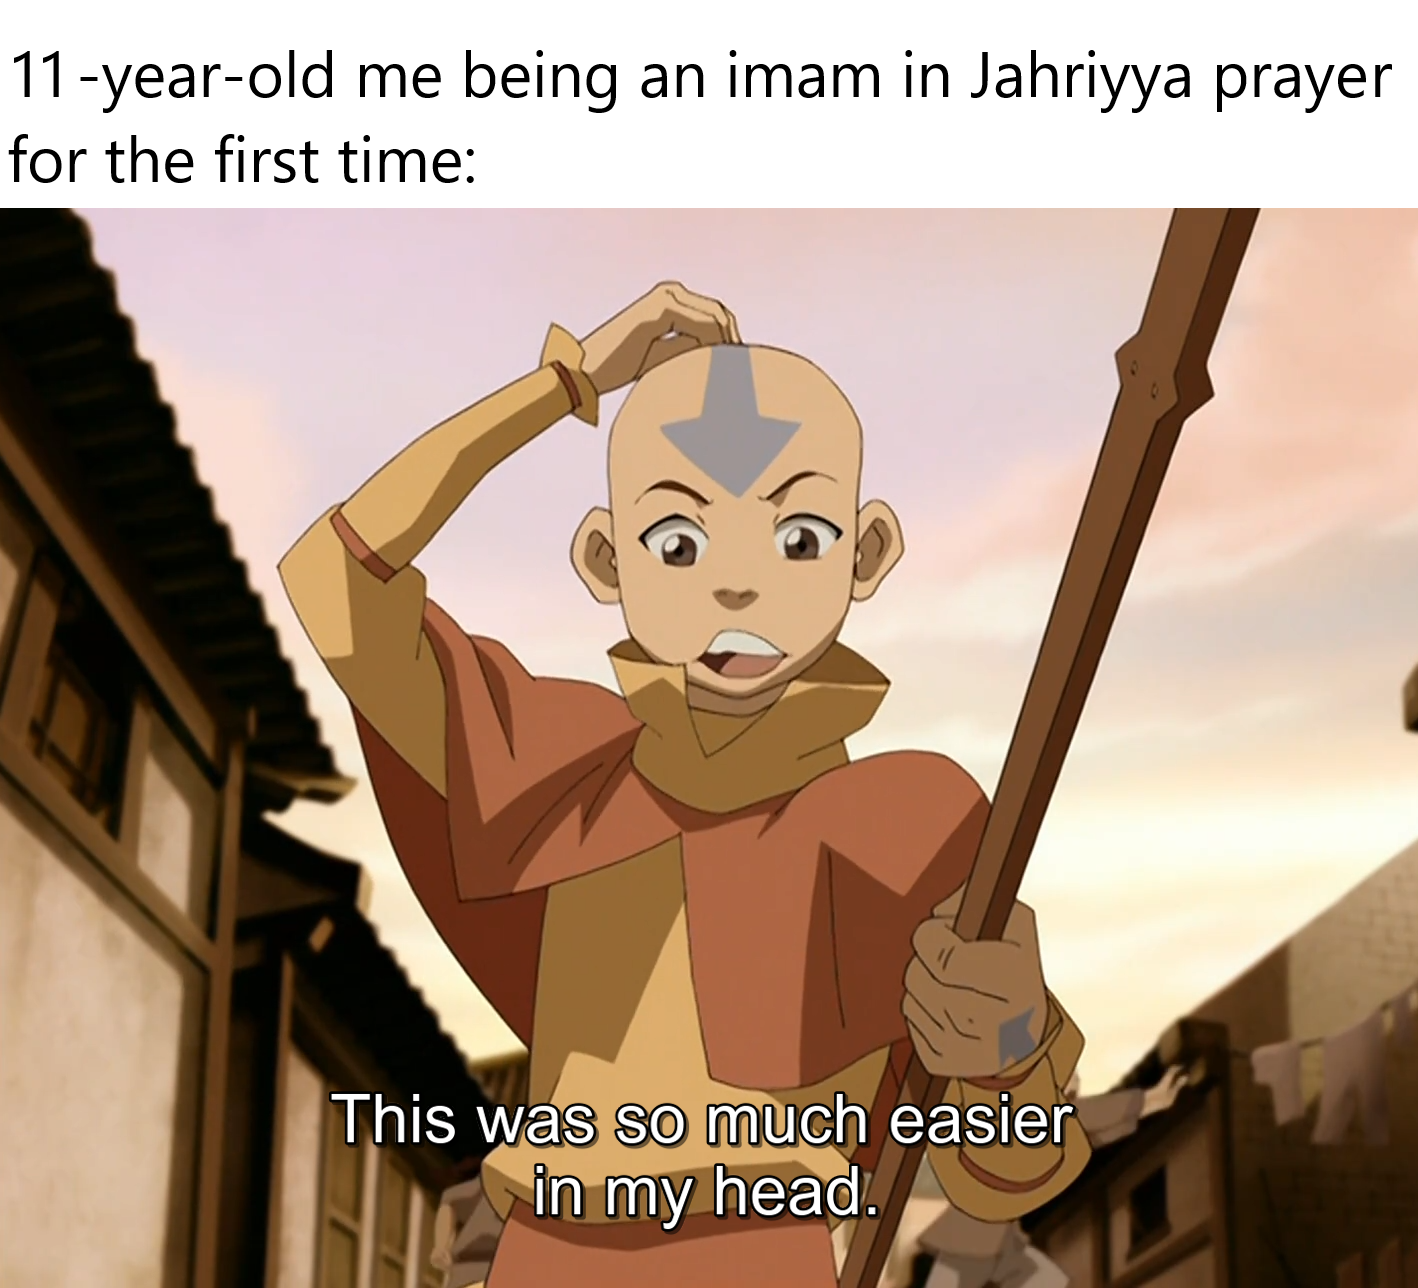 11-year-old me being an imam in Jahriyya prayer
for the first time:
This was so much easier
in my head.